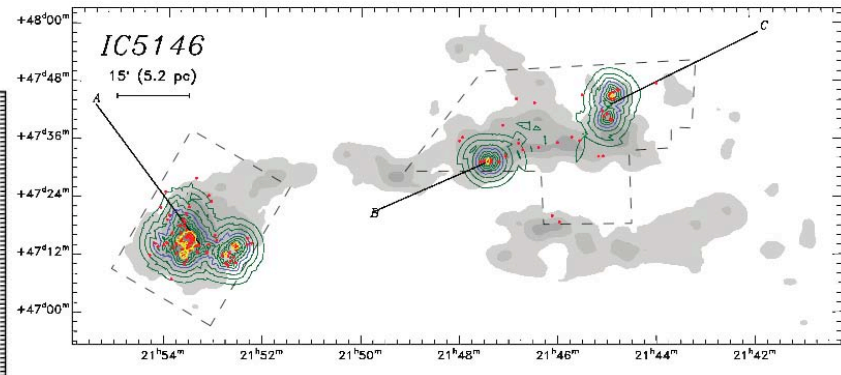 +48ᵈ00ᵐ
IC5146
C
+47ᵈ48ᵐ
15' (5.2 pc)
A
+47ᵈ36ᵐ
+47ᵈ24ᵐ
B
+47ᵈ12ᵐ
+47ᵈ00ᵐ
21ʰ54ᵐ 21ʰ52ᵐ 21ʰ50ᵐ 21ʰ48ᵐ 21ʰ46ᵐ 21ʰ44ᵐ 21ʰ42ᵐ